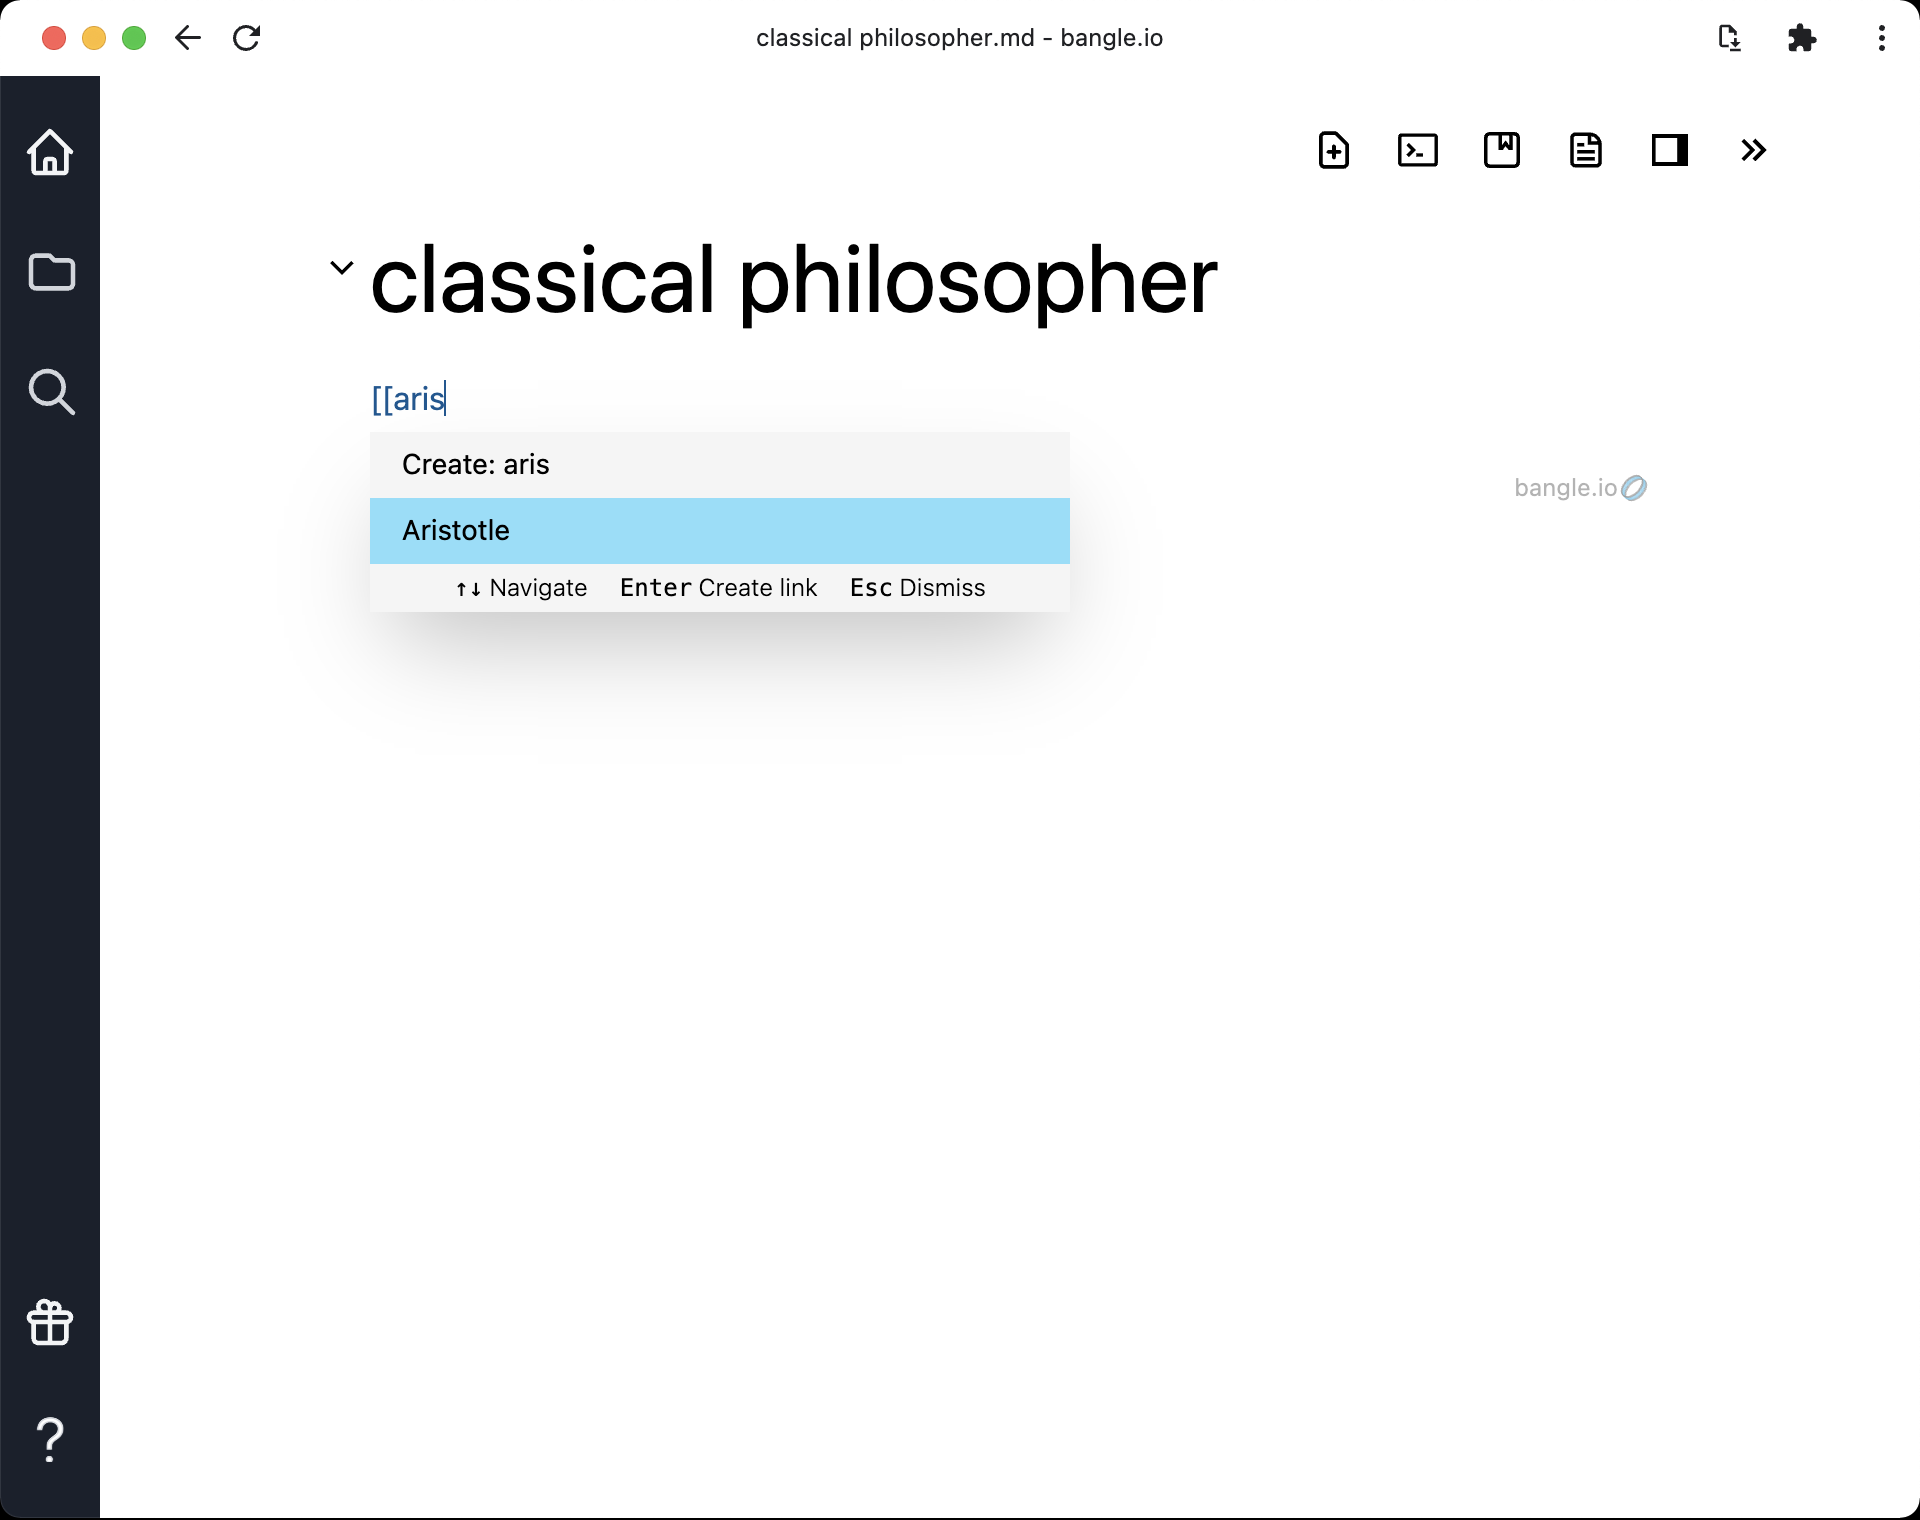 classical philosopher.md - bangle.io
classical philosopher
[[aris
Create: aris
Aristotle
↑↓ Navigate Enter Create link Esc Dismiss
bangle.io